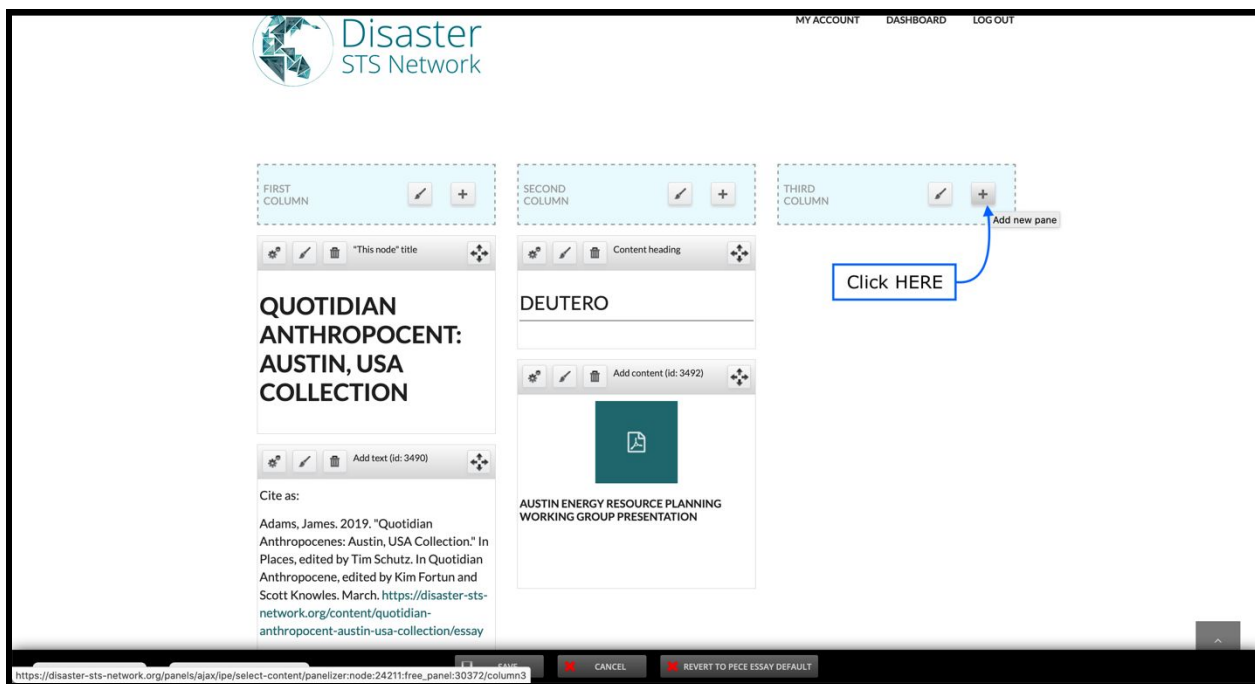 Disaster
STS Network
MY ACCOUNT DASHBOARD LOG OUT
FIRST
COLUMN
SECOND
COLUMN
THIRD
COLUMN
Add new pane
Click HERE
"This node" title
QUOTIDIAN
ANTHROPOCENT:
AUSTIN, USA
COLLECTION
Add text (id: 3490)
Cite as:
Adams, James. 2019. "Quotidian
Anthropocenes: Austin, USA Collection." In
Places, edited by Tim Schutz. In Quotidian
Anthropocene, edited by Kim Fortun and
Scott Knowles. March. https://disaster-sts-
network.org/content/quotidian-
anthropocent-austin-usa-collection/essay
Content heading
DEUTERO
Add content (id: 3492)
AUSTIN ENERGY RESOURCE PLANNING
WORKING GROUP PRESENTATION
SAVE CANCEL REVERT TO PECE ESSAY DEFAULT
https://disaster-sts-network.org/panels/ajax/ipe/select-content/panelizer:node:24211:free_panel:30372/column3